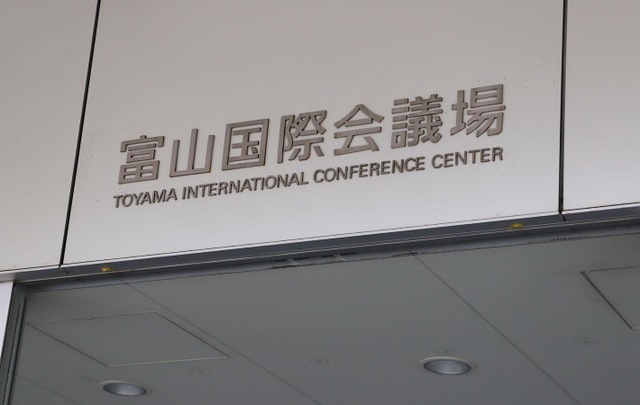 富山国際会議場
TOYAMA INTERNATIONAL CONFERENCE CENTER